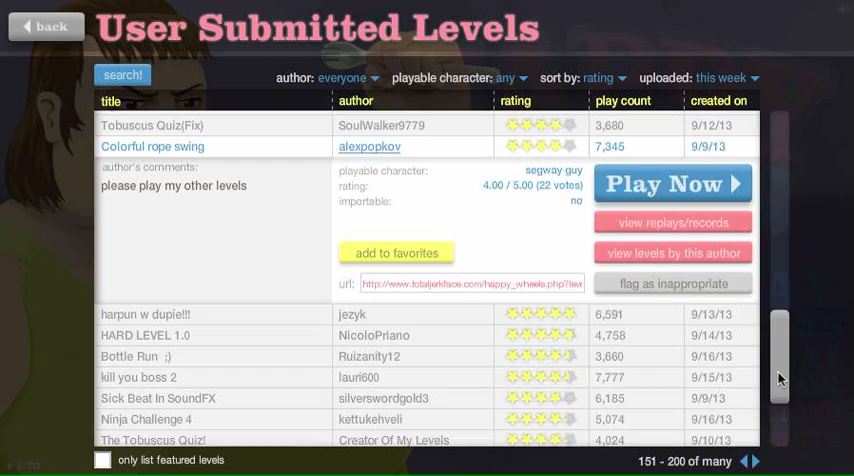 back
User Submitted Levels
search!
author: everyone playable character: any sort by: rating uploaded: this week
title author rating play count created on
Tobuscus Quiz(Fix) SoulWalker9779 3,680 9/12/13
Colorful rope swing alexpopkov 7,345 9/9/13
author's comments:
please play my other levels
playable character: segway guy
rating: 4.00 / 5.00 (22 votes)
importable: no
Play Now
view replays/records
add to favorites
view levels by this author
url: http://www.totaljerkface.com/happy_wheels.php?lev
flag as inappropriate
harpun w dupie!!! jezyk 6,591 9/13/13
HARD LEVEL 1.0 NicoloPriano 4,758 9/14/13
Bottle Run ;) Ruizanity12 3,660 9/16/13
kill you boss 2 lauri600 7,777 9/15/13
Sick Beat In SoundFX silverswordgold3 6,185 9/9/13
Ninja Challenge 4 kettukehveli 5,074 9/16/13
The Tobuscus Quiz! Creator Of My Levels 4,024 9/10/13
only list featured levels
151 - 200 of many